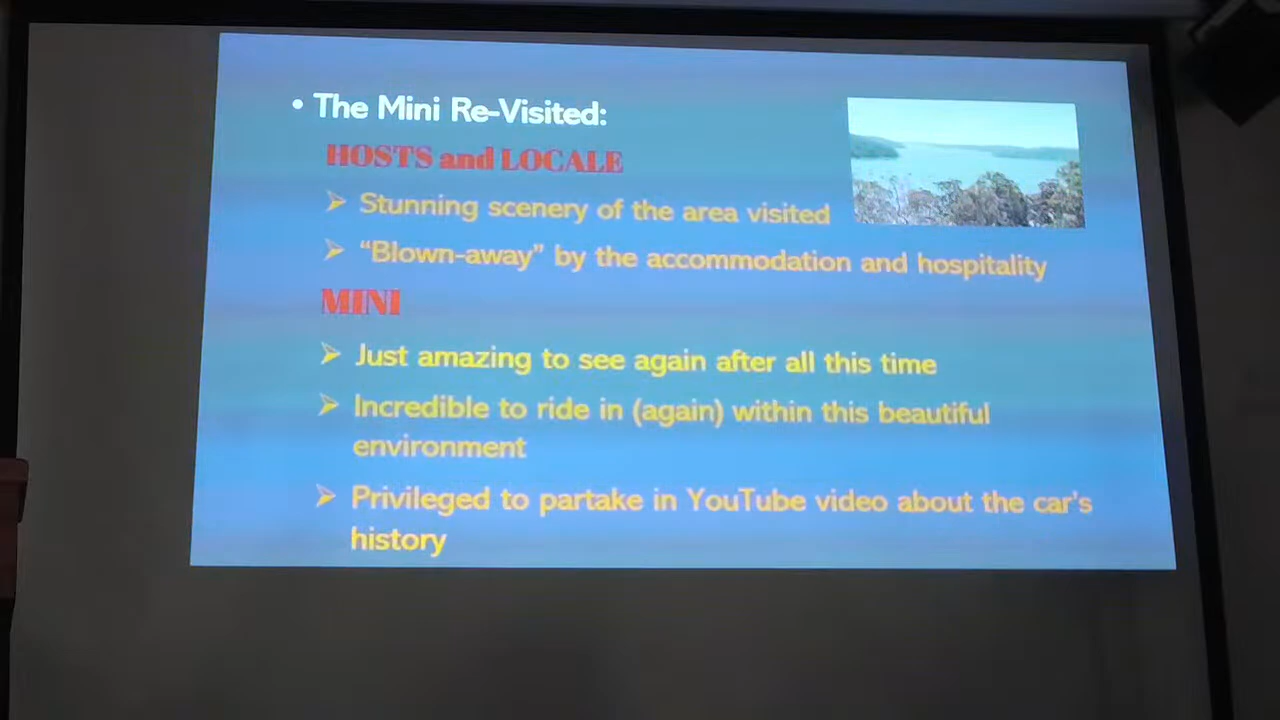 • The Mini Re-Visited:
HOSTS and LOCALE
➢ Stunning scenery of the area visited
➢ “Blown-away” by the accommodation and hospitality
MINI
➢ Just amazing to see again after all this time
➢ Incredible to ride in (again) within this beautiful
environment
➢ Privileged to partake in YouTube video about the car's
history